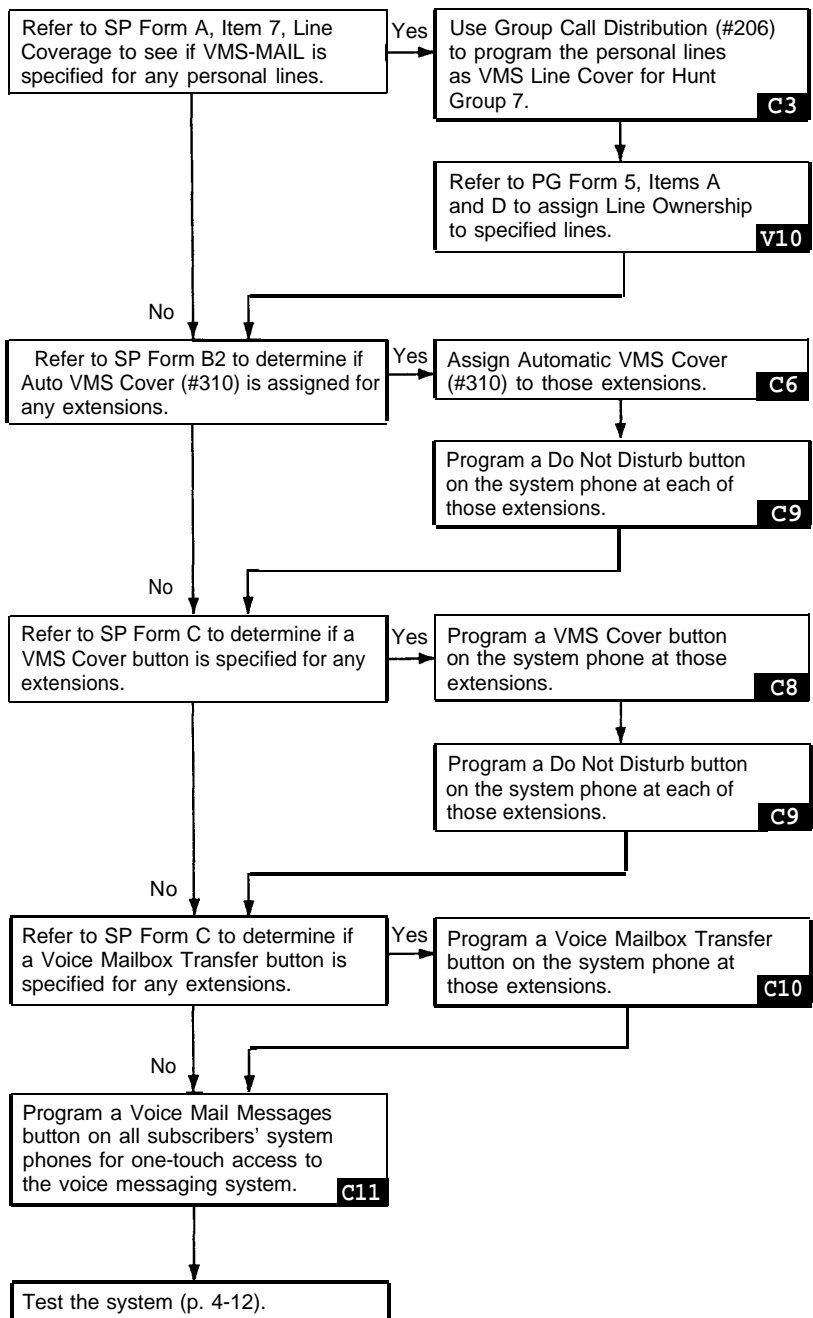 Refer to SP Form A, Item 7, Line
Coverage to see if VMS-MAIL is
specified for any personal lines.
Yes
Use Group Call Distribution (#206)
to program the personal lines
as VMS Line Cover for Hunt
Group 7.
C3
Refer to PG Form 5, Items A
and D to assign Line Ownership
to specified lines.
V10
No
Refer to SP Form B2 to determine if
Auto VMS Cover (#310) is assigned for
any extensions.
Yes
Assign Automatic VMS Cover
(#310) to those extensions.
C6
Program a Do Not Disturb button
on the system phone at each of
those extensions.
C9
No
Refer to SP Form C to determine if a
VMS Cover button is specified for any
extensions.
Yes
Program a VMS Cover button
on the system phone at those
extensions.
C8
Program a Do Not Disturb button
on the system phone at each of
those extensions.
C9
No
Refer to SP Form C to determine if
a Voice Mailbox Transfer button is
specified for any extensions.
Yes
Program a Voice Mailbox Transfer
button on the system phone at
those extensions.
C10
No
Program a Voice Mail Messages
button on all subscribers' system
phones for one-touch access to
the voice messaging system.
C11
Test the system (p. 4-12).